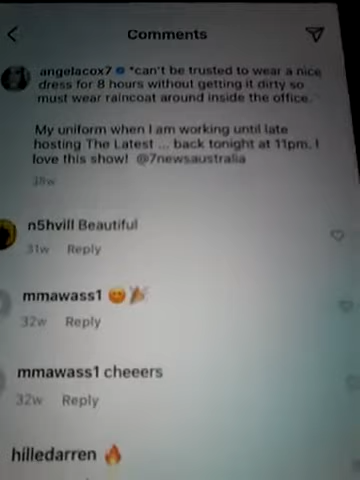 Comments
angelacox7 *can't be trusted to wear a nice
dress for 8 hours without getting it dirty so
must wear raincoat around inside the office.
My uniform when I am working until late
hosting The Latest ... back tonight at 11pm. I
love this show! @7newsaustralia
n5hvill Beautiful
31w Reply
mmawass1 😊🎉
32w Reply
mmawass1 cheeers
32w Reply
hilledarren 🔥